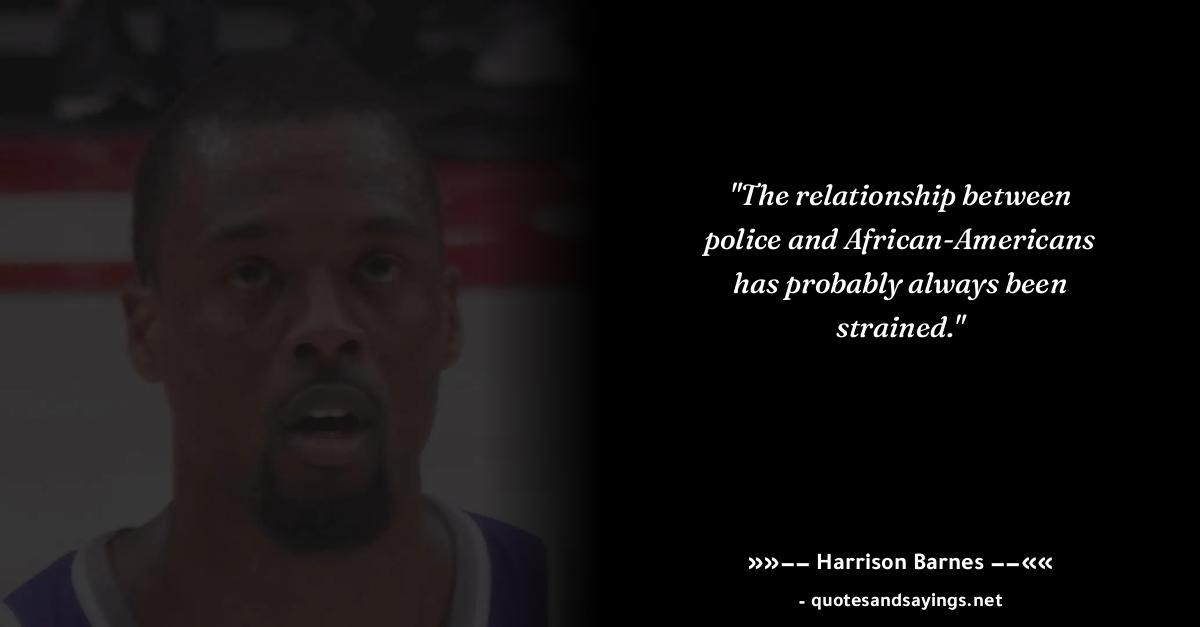 "The relationship between
police and African-Americans
has probably always been
strained."
»»−− Harrison Barnes −−««
- quotesandsayings.net